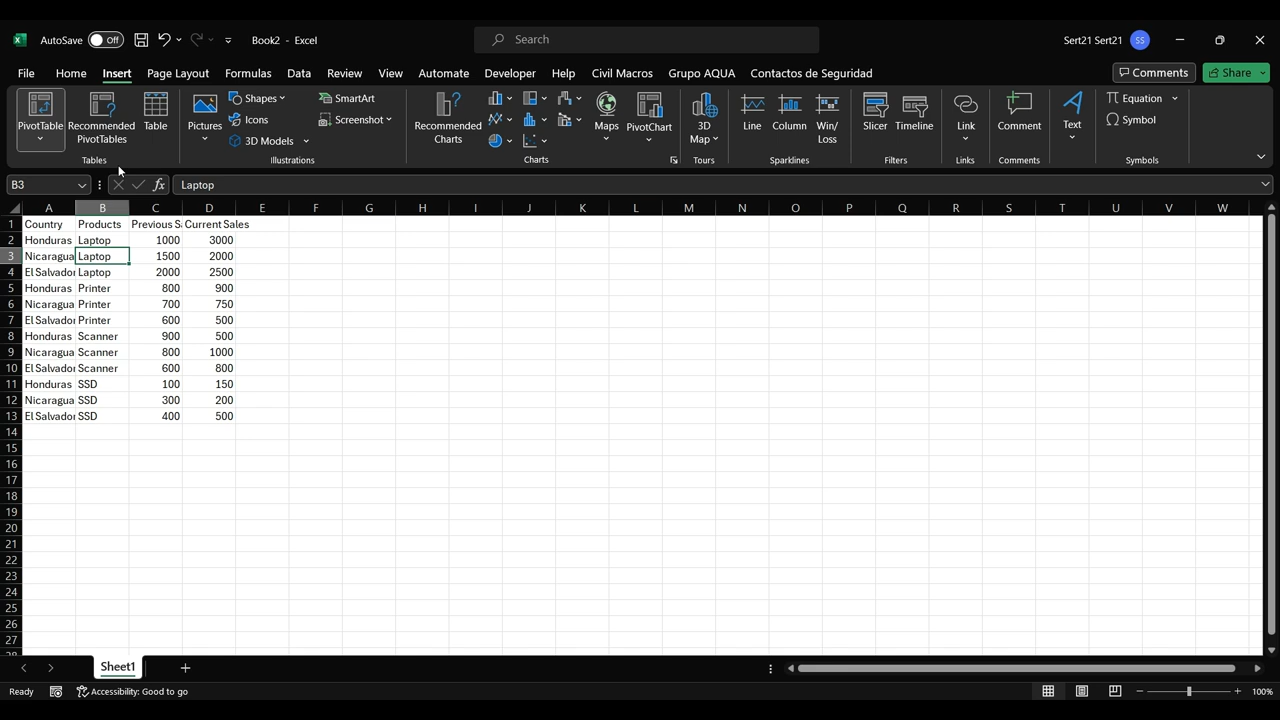 AutoSave Off Book2 - Excel Search Sert21 Sert21 SS
File Home Insert Page Layout Formulas Data Review View Automate Developer Help Civil Macros Grupo AQUA Contactos de Seguridad Comments Share
PivotTable Recommended PivotTables Table Pictures Shapes Icons 3D Models SmartArt Screenshot Recommended Charts Maps PivotChart 3D Map Line Column Win/Loss Slicer Timeline Link Comment Text Equation Symbol
Tables Illustrations Charts Tours Sparklines Filters Links Comments Symbols
B3 fx Laptop
A B C D E F G H I J K L M N O P Q R S T U V W
1 Country Products Previous S Current Sales
2 Honduras Laptop 1000 3000
3 Nicaragua Laptop 1500 2000
4 El Salvador Laptop 2000 2500
5 Honduras Printer 800 900
6 Nicaragua Printer 700 750
7 El Salvador Printer 600 500
8 Honduras Scanner 900 500
9 Nicaragua Scanner 800 1000
10 El Salvador Scanner 600 800
11 Honduras SSD 100 150
12 Nicaragua SSD 300 200
13 El Salvador SSD 400 500
14
15
16
17
18
19
20
21
22
23
24
25
26
27
Sheet1
Ready Accessibility: Good to go 100%